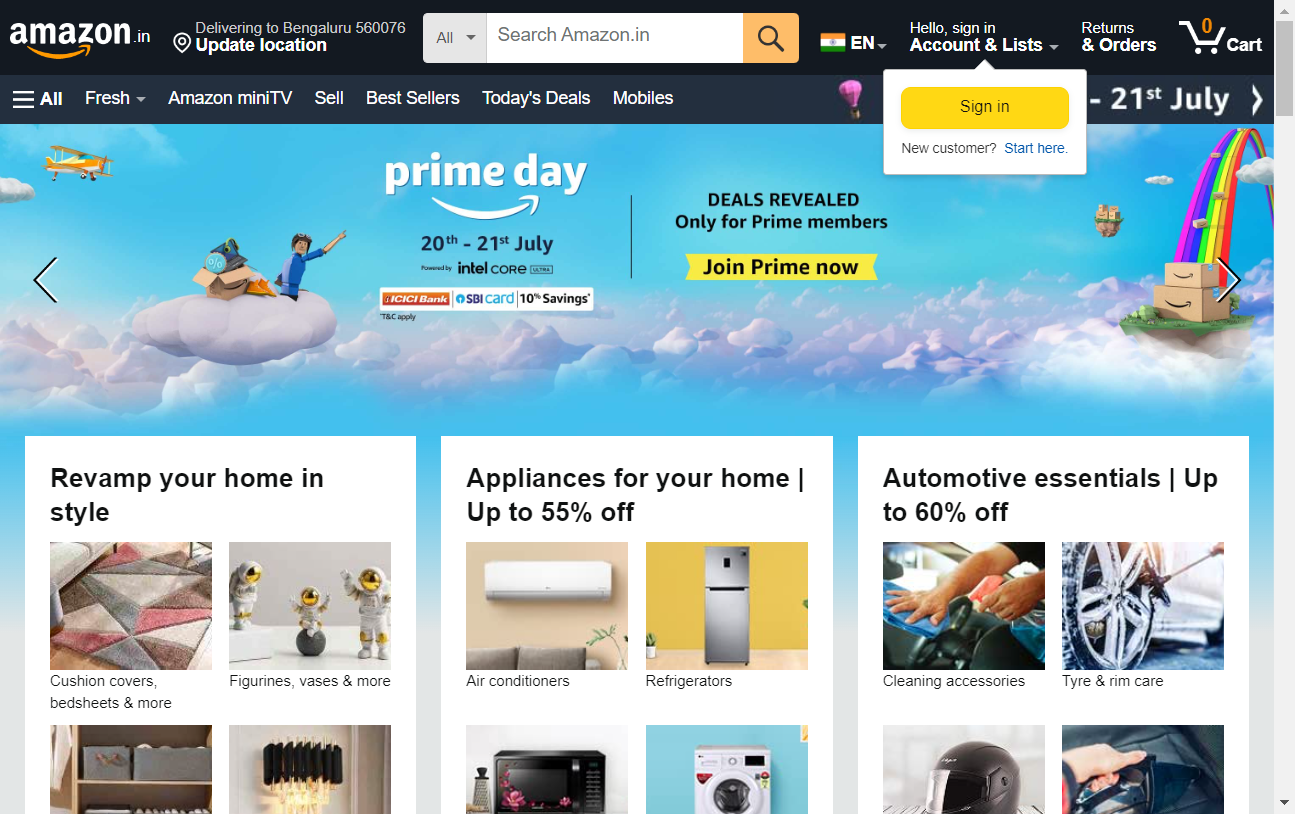 amazon.in
Delivering to Bengaluru 560076
Update location
All
Search Amazon.in
EN
Hello, sign in
Account & Lists
Returns
& Orders
0
Cart
All
Fresh
Amazon miniTV
Sell
Best Sellers
Today's Deals
Mobiles
- 21st July
Sign in
New customer? Start here.
prime day
20th - 21st July
Powered by intel CORE ULTRA
ICICI Bank SBI card 10% Savings*
*T&C apply
DEALS REVEALED
Only for Prime members
Join Prime now
Revamp your home in
style
Cushion covers,
bedsheets & more
Figurines, vases & more
Appliances for your home |
Up to 55% off
Air conditioners
Refrigerators
Automotive essentials | Up
to 60% off
Cleaning accessories
Tyre & rim care